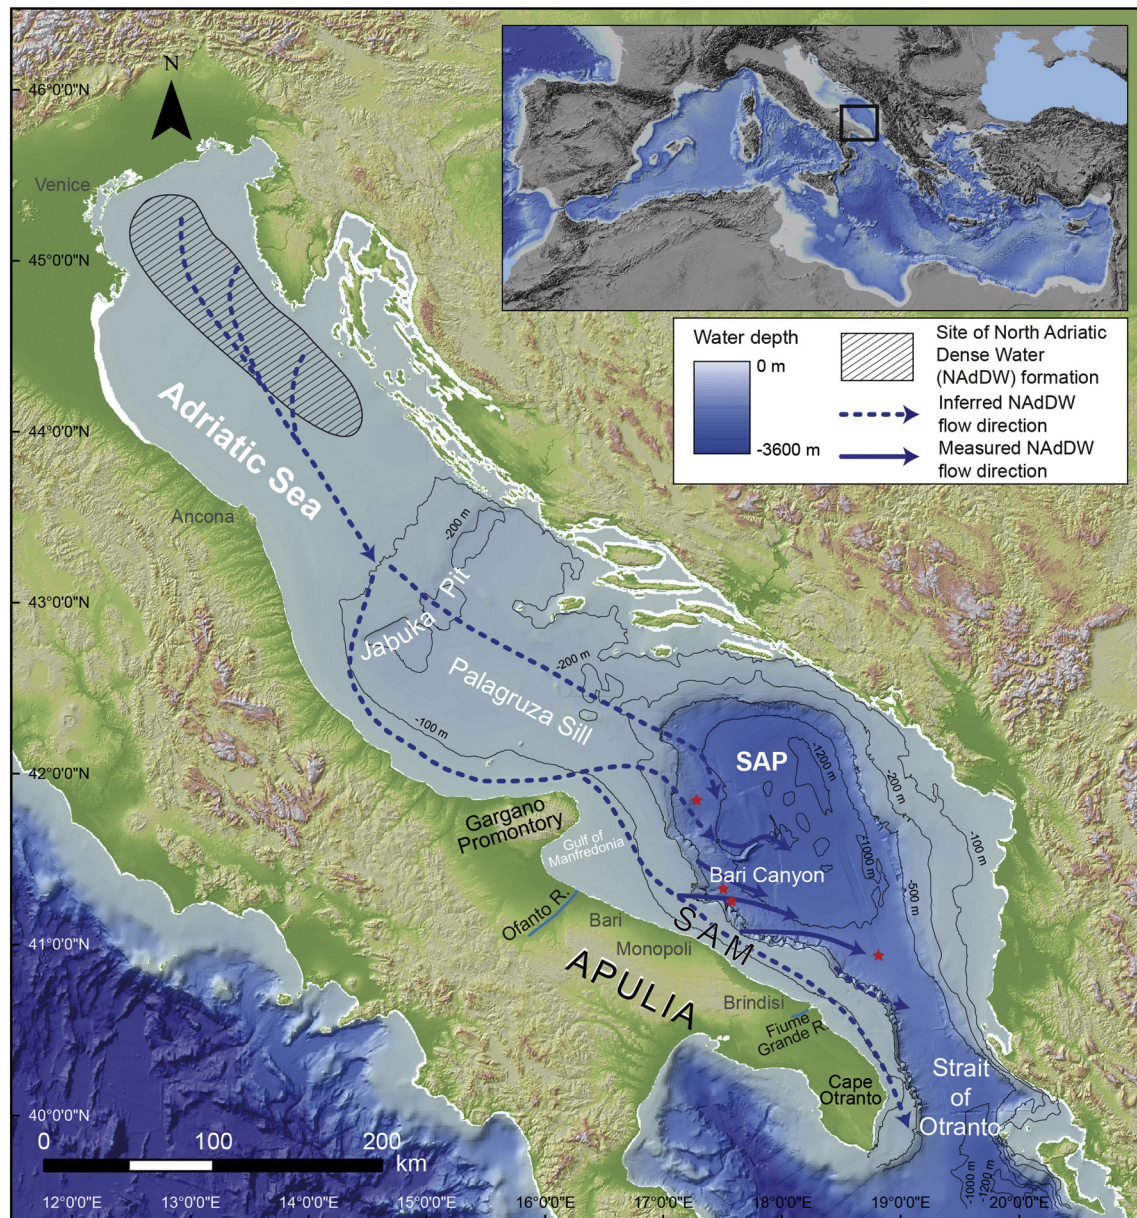 N
46°0'0"N
45°0'0"N
44°0'0"N
43°0'0"N
42°0'0"N
41°0'0"N
40°0'0"N
Venice
Adriatic Sea
Ancona
Water depth
0 m
-3600 m
Site of North Adriatic
Dense Water
(NAdDW) formation
Inferred NAdDW
flow direction
Measured NAdDW
flow direction
-200 m
Jabuka Pit
Palagruza Sill
-200 m
-100 m
SAP
-1200 m
-200 m
-100 m
-1000 m
-500 m
Gargano
Promontory
Gulf of
Manfredonia
Bari Canyon
Ofanto R.
Bari
SAM
Monopoli
APULIA
Brindisi
Fiume
Grande R.
Cape
Otranto
Strait
of
Otranto
-1000 m
-1200 m
0 100 200
km
12°0'0"E 13°0'0"E 14°0'0"E 15°0'0"E 16°0'0"E 17°0'0"E 18°0'0"E 19°0'0"E 20°0'0"E